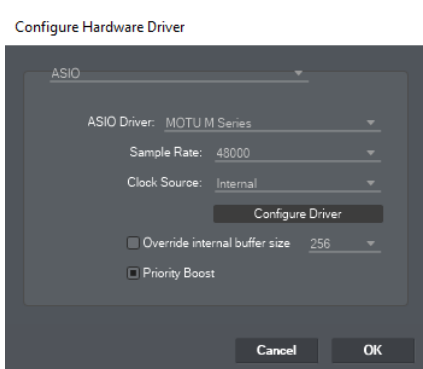 Configure Hardware Driver
ASIO
ASIO Driver: MOTU M Series
Sample Rate: 48000
Clock Source: Internal
Configure Driver
Override internal buffer size 256
Priority Boost
Cancel OK